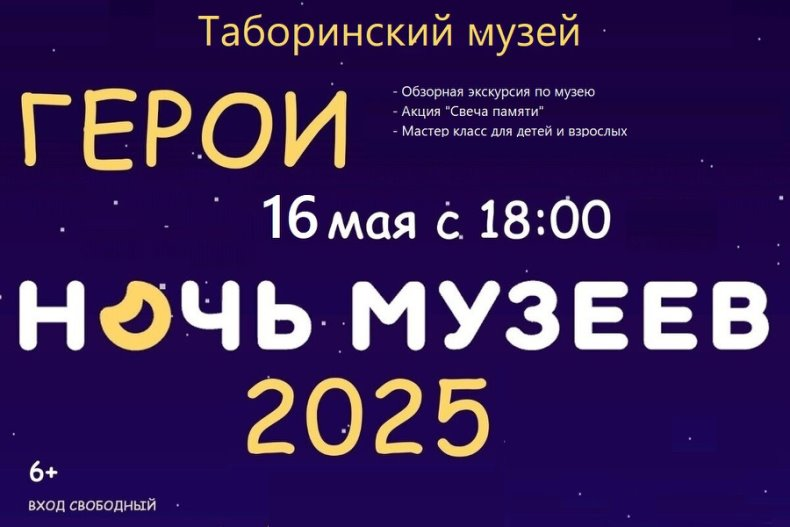 Таборинский музей
ГЕРОИ
- Обзорная экскурсия по музею
- Акция "Свеча памяти"
- Мастер класс для детей и взрослых
16 мая с 18:00
НОЧЬ МУЗЕЕВ
2025
6+
ВХОД СВОБОДНЫЙ